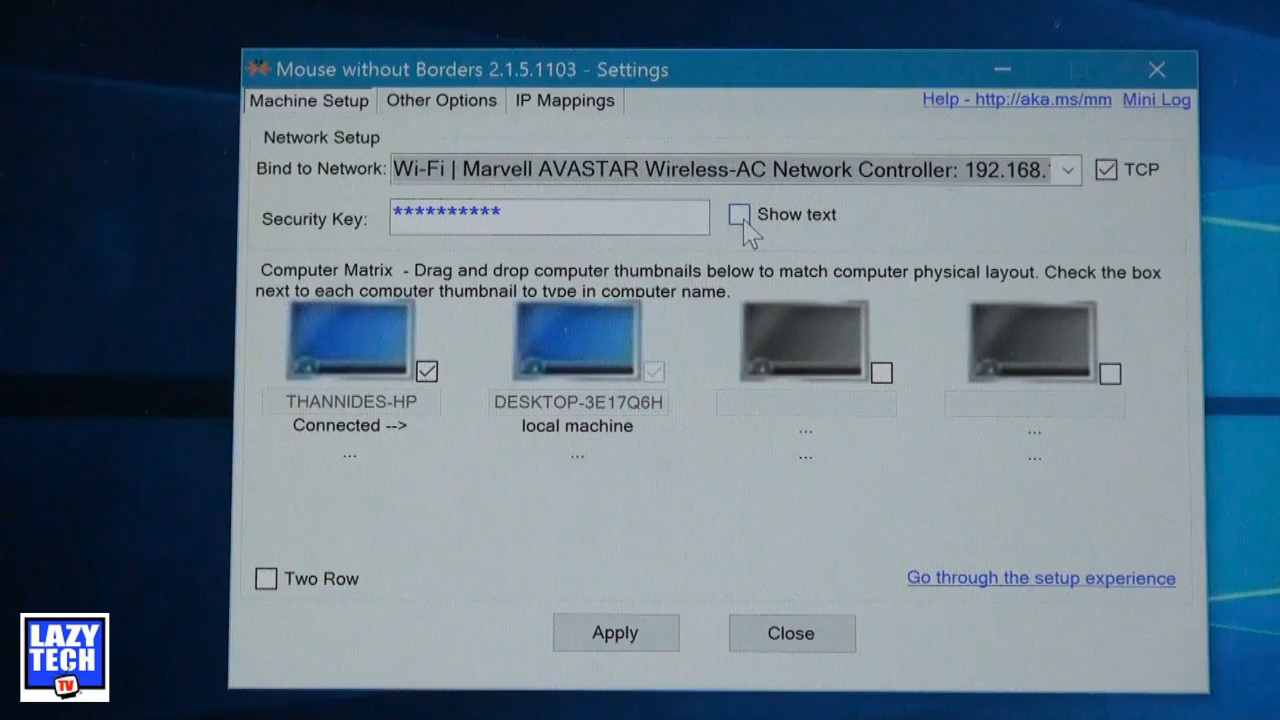 Mouse without Borders 2.1.5.1103 - Settings
Machine Setup Other Options IP Mappings Help - http://aka.ms/mm Mini Log
Network Setup
Bind to Network: Wi-Fi | Marvell AVASTAR Wireless-AC Network Controller: 192.168. TCP
Security Key: ********** Show text
Computer Matrix - Drag and drop computer thumbnails below to match computer physical layout. Check the box
next to each computer thumbnail to type in computer name.
THANNIDES-HP DESKTOP-3E17Q6H
Connected --> local machine ... ...
... ... ... ...
Two Row Go through the setup experience
Apply Close
LAZY
TECH
TV